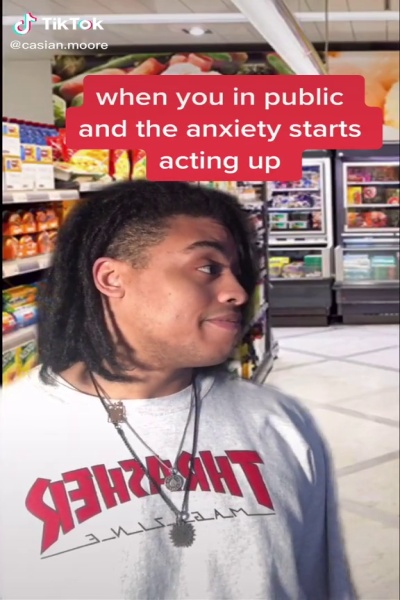 TikTok
@casian.moore
when you in public
and the anxiety starts
acting up
THRASHER
MAGAZINE